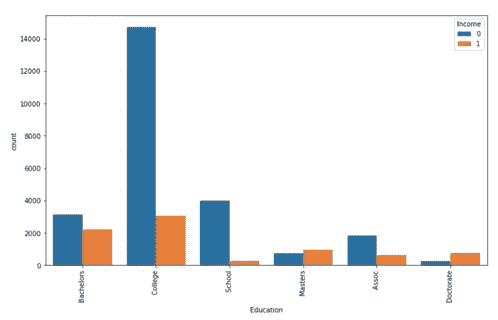 Income
0
1
14000
12000
10000
8000
6000
4000
2000
0
count
Bachelors
College
School
Masters
Assoc
Doctorate
Education